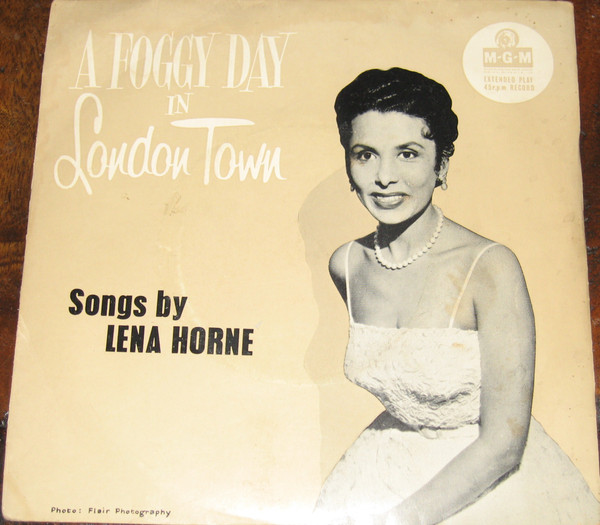 A FOGGY DAY
IN
London Town
M-G-M
EXTENDED PLAY
45rpm RECORD
Songs by
LENA HORNE
Photo: Flair Photography